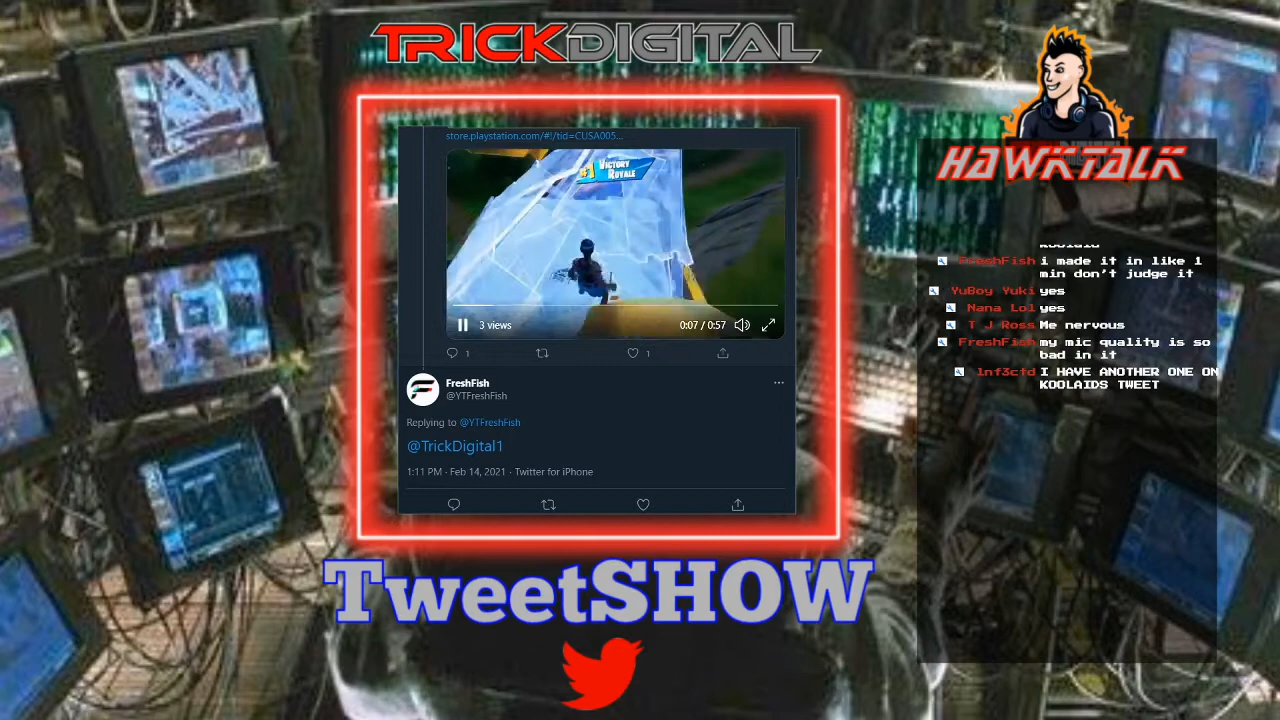 TRICKDIGITAL
store.playstation.com/#!/tid=CUSA005...
#1 VICTORY ROYALE
3 views
0:07 / 0:57
1
1
FreshFish
@YTFreshFish
Replying to @YTFreshFish
@TrickDigital1
1:11 PM · Feb 14, 2021 · Twitter for iPhone
TweetSHOW
HAWKTALK
FreshFish i made it in like 1
min don't judge it
YuBoy Yuki yes
Nana Lol yes
T J Ross Me nervous
FreshFish my mic quality is so
bad in it
lnf3ctd I HAVE ANOTHER ONE ON
KOOLAIDS TWEET